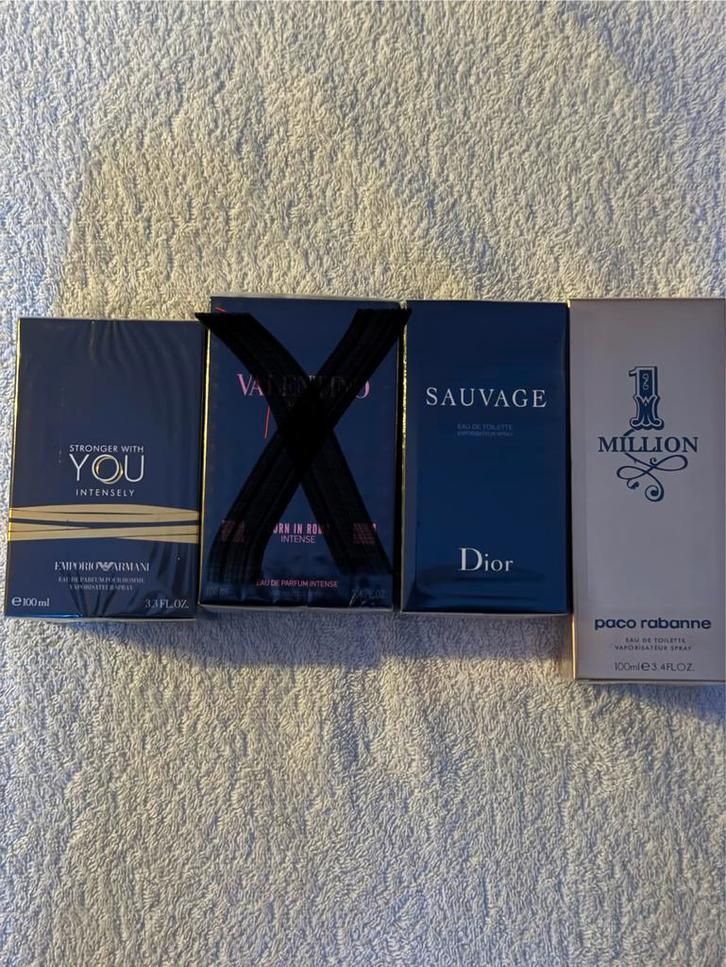 STRONGER WITH
YOU
INTENSELY
EMPORIO ARMANI
EAU DE PARFUM POUR HOMME
VAPORISATEUR SPRAY
e 100 ml
3.3 FL.OZ.
VALENTINO
BORN IN ROMA
INTENSE
EAU DE PARFUM INTENSE
SAUVAGE
EAU DE TOILETTE
VAPORISATEUR SPRAY
Dior
1
MILLION
paco rabanne
EAU DE TOILETTE
VAPORISATEUR SPRAY
100ml e 3.4FLOZ.